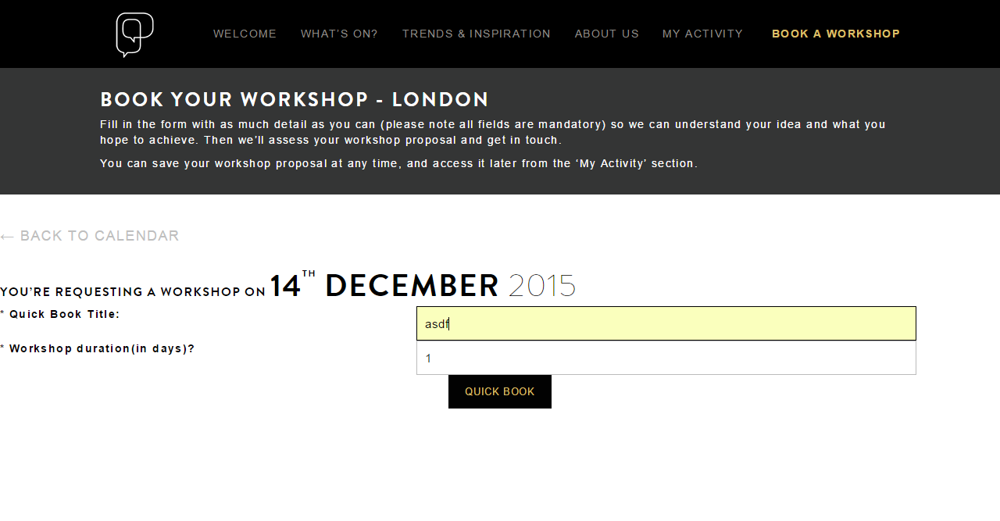 WELCOME WHAT’S ON? TRENDS & INSPIRATION ABOUT US MY ACTIVITY BOOK A WORKSHOP
BOOK YOUR WORKSHOP - LONDON
Fill in the form with as much detail as you can (please note all fields are mandatory) so we can understand your idea and what you
hope to achieve. Then we’ll assess your workshop proposal and get in touch.
You can save your workshop proposal at any time, and access it later from the ‘My Activity’ section.
← BACK TO CALENDAR
YOU’RE REQUESTING A WORKSHOP ON 14TH DECEMBER 2015
* Quick Book Title:
asdf
* Workshop duration(in days)?
1
QUICK BOOK